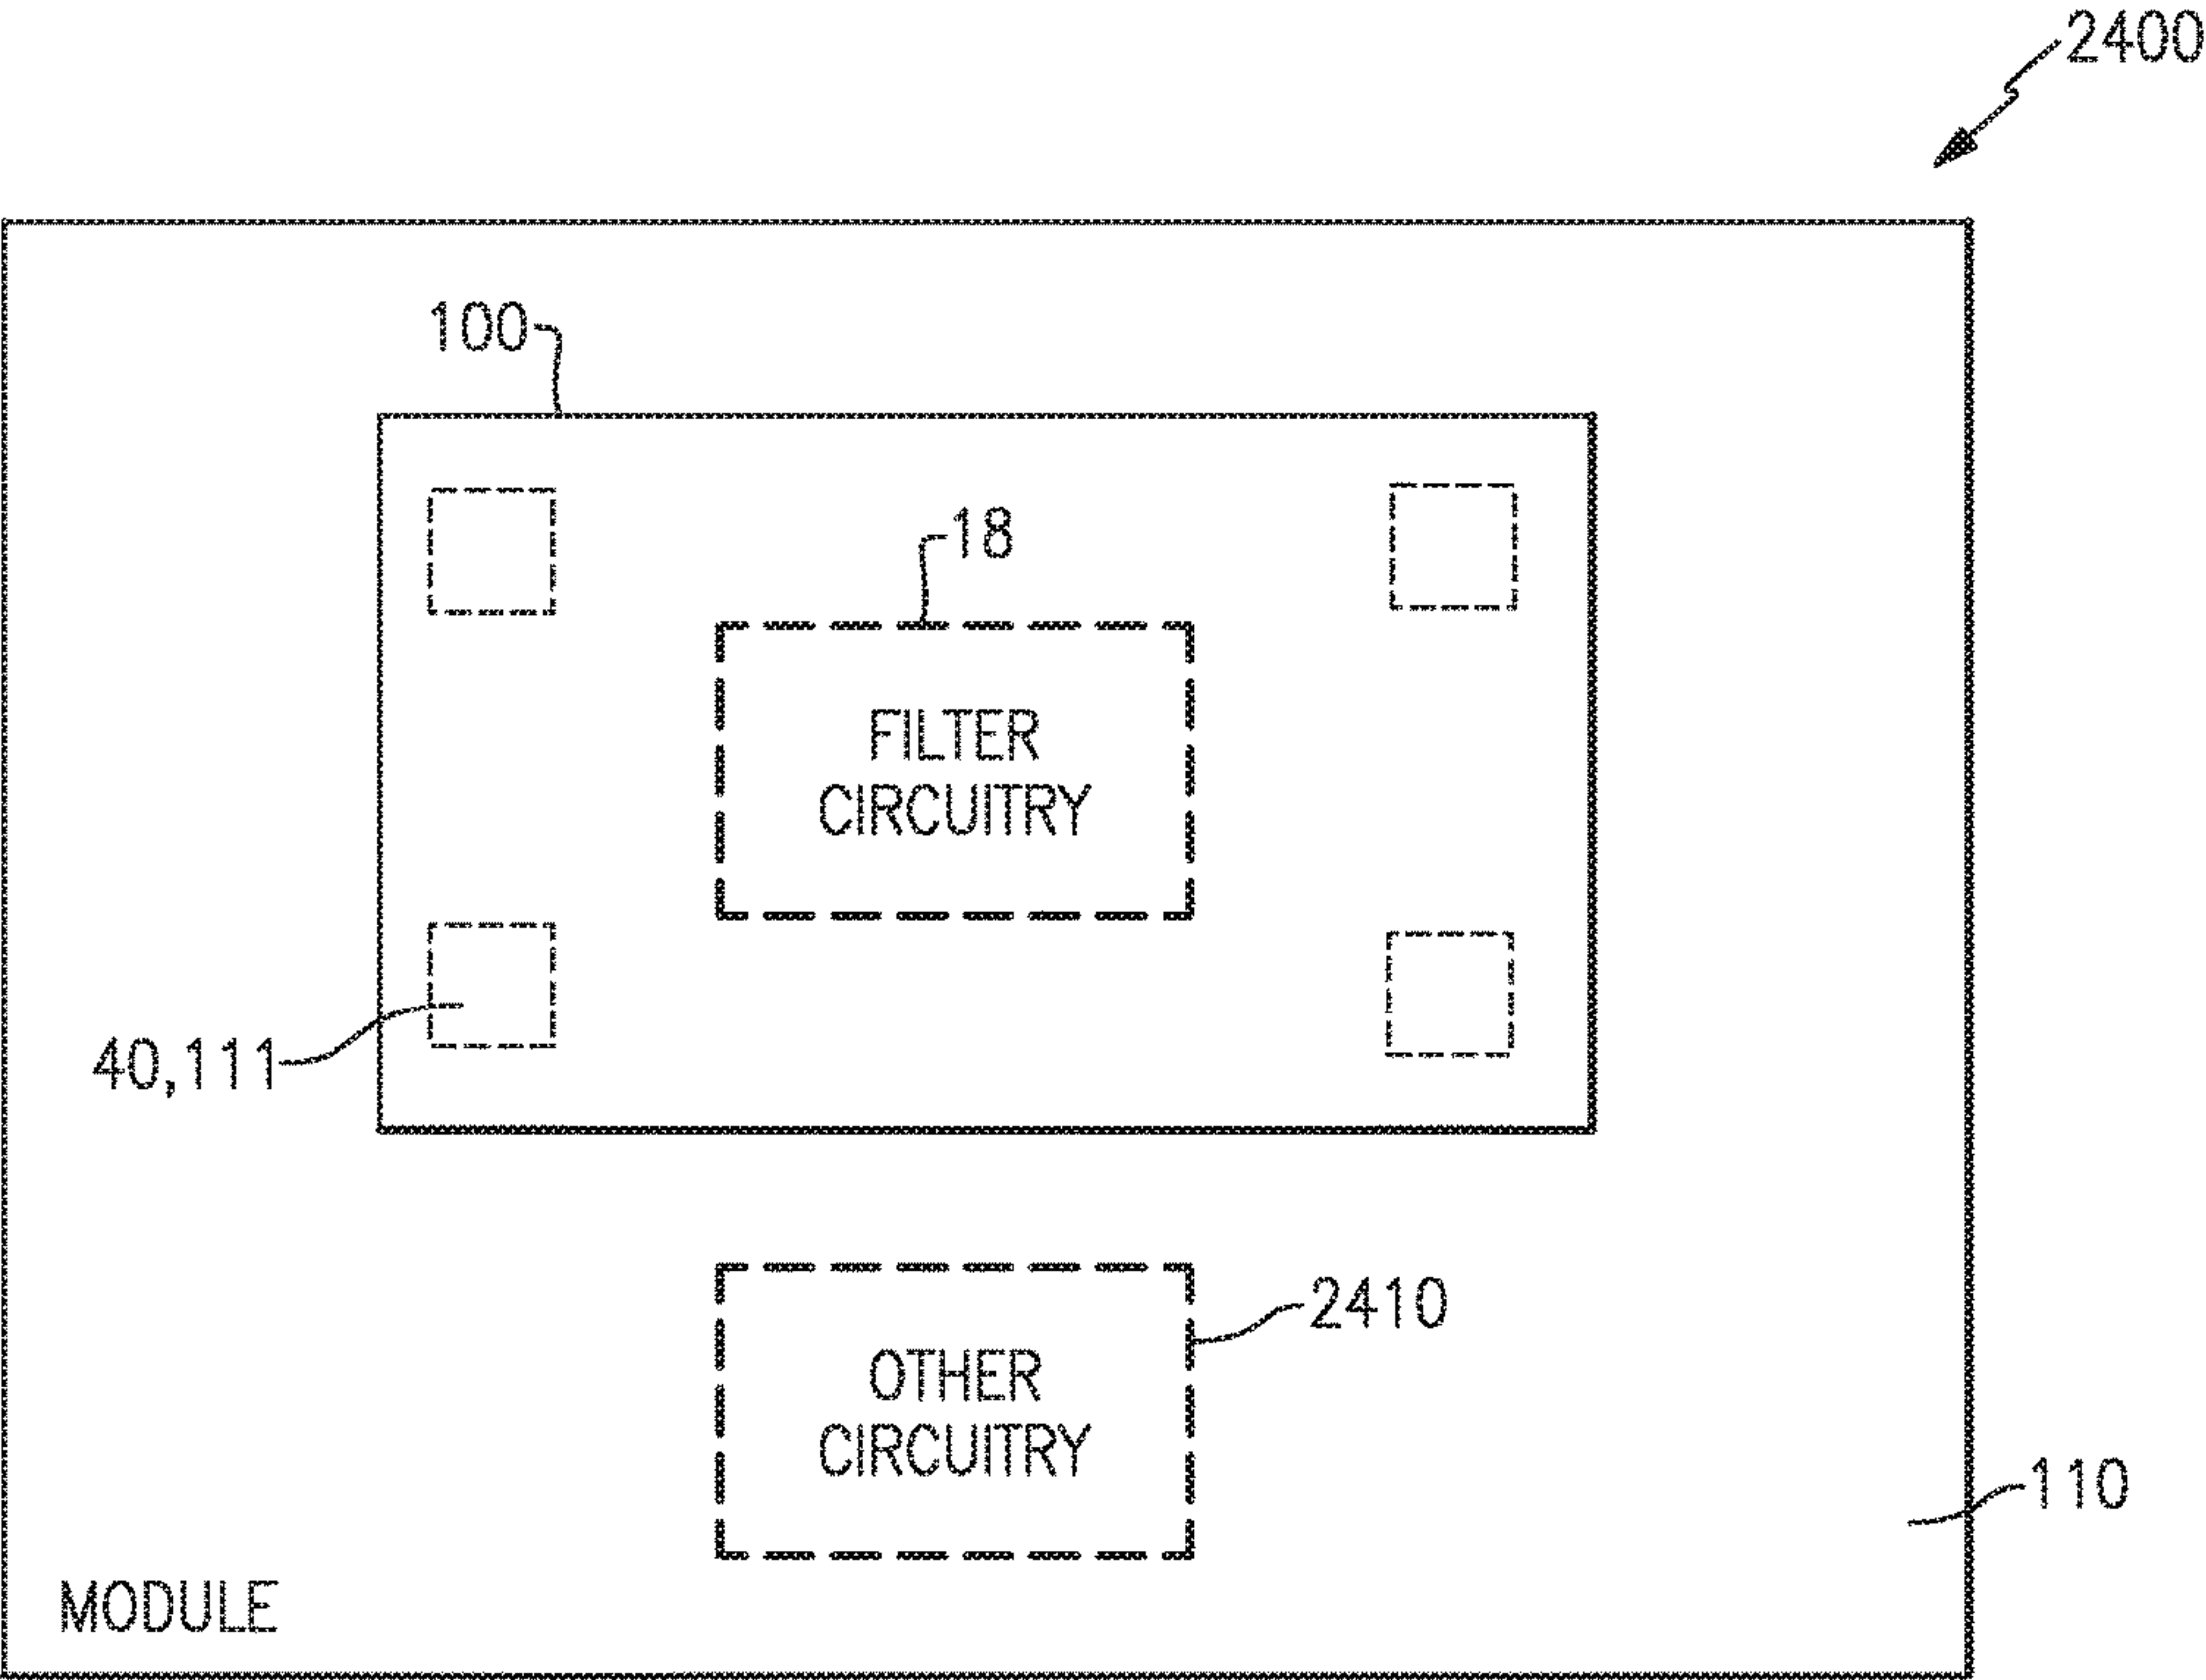 2400
100
18
FILTER
CIRCUITRY
40,111
2410
OTHER
CIRCUITRY
110
MODULE